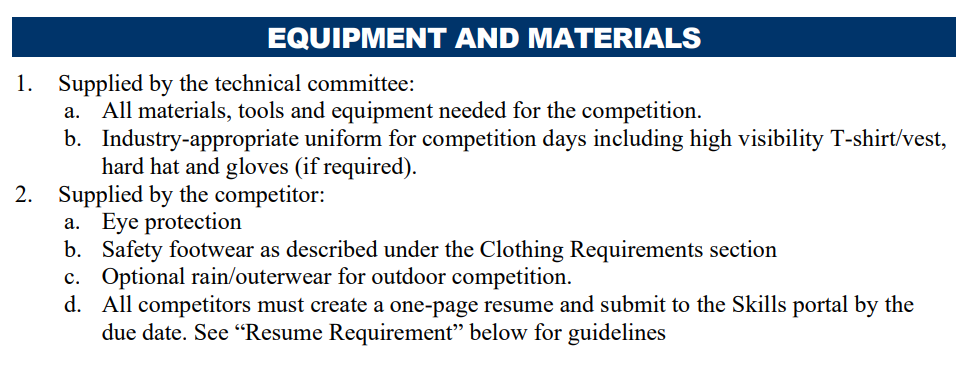 EQUIPMENT AND MATERIALS
1. Supplied by the technical committee:
a. All materials, tools and equipment needed for the competition.
b. Industry-appropriate uniform for competition days including high visibility T-shirt/vest,
hard hat and gloves (if required).
2. Supplied by the competitor:
a. Eye protection
b. Safety footwear as described under the Clothing Requirements section
c. Optional rain/outerwear for outdoor competition.
d. All competitors must create a one-page resume and submit to the Skills portal by the
due date. See “Resume Requirement” below for guidelines